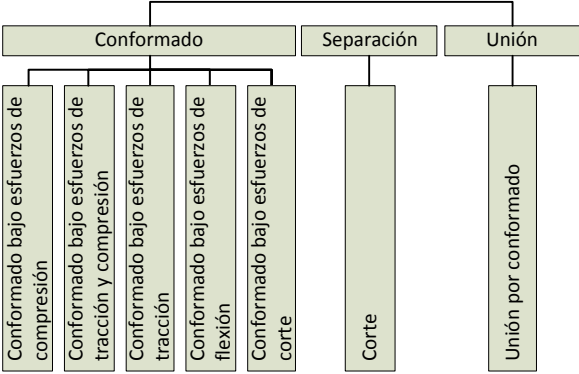 Conformado
Separación
Unión
Conformado bajo esfuerzos de
compresión
Conformado bajo esfuerzos de
tracción y compresión
Conformado bajo esfuerzos de
tracción
Conformado bajo esfuerzos de
flexión
Conformado bajo esfuerzos de
corte
Corte
Unión por conformado